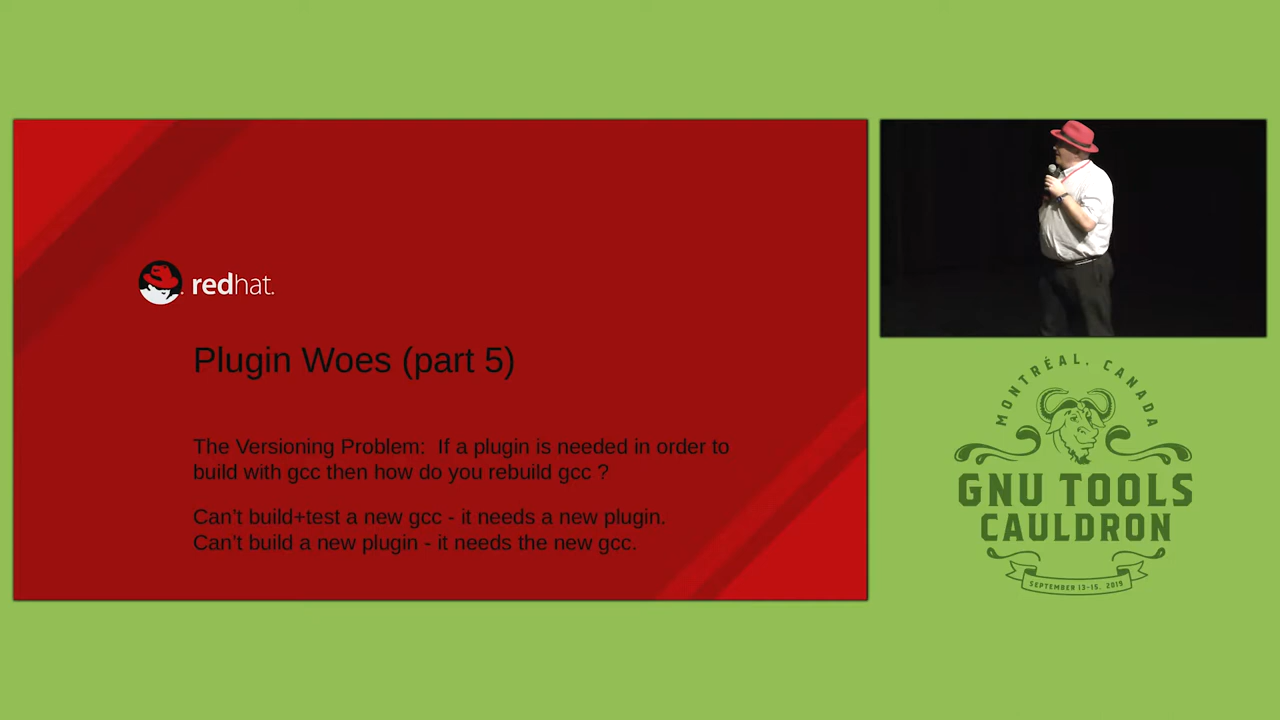 redhat.
Plugin Woes (part 5)
The Versioning Problem:  If a plugin is needed in order to
build with gcc then how do you rebuild gcc ?
Can't build+test a new gcc - it needs a new plugin.
Can't build a new plugin - it needs the new gcc.
MONTRÉAL, CANADA
GNU TOOLS
CAULDRON
SEPTEMBER 13-15, 2019